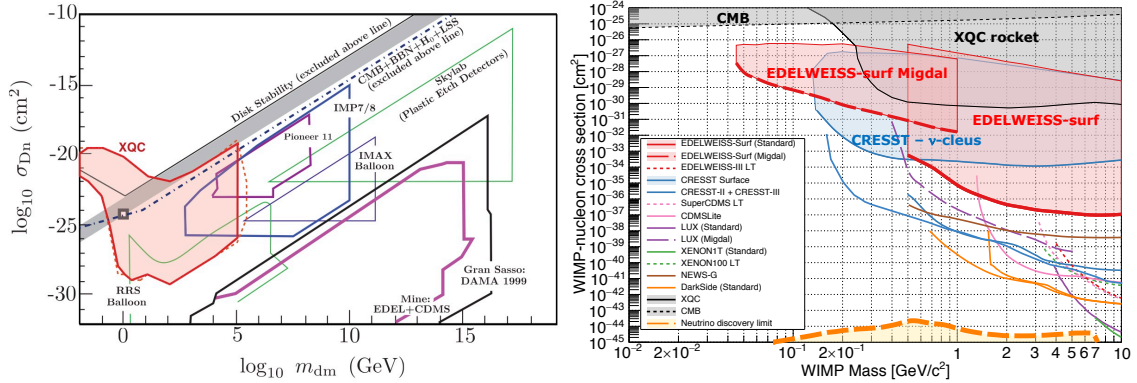 -10
-15
-20
-25
-30
log₁₀ σ_Dn (cm²)
0
5
10
15
log₁₀ m_dm (GeV)
Disk Stability (excluded above line)
CMB+BBN+H₀+LSS
(excluded above line)
Skylab
(Plastic Etch Detectors)
XQC
IMP7/8
Pioneer 11
IMAX
Balloon
RRS
Balloon
Mine:
EDEL+CDMS
Gran Sasso:
DAMA 1999
WIMP-nucleon cross section [cm²]
10⁻²⁴
10⁻²⁵
10⁻²⁶
10⁻²⁷
10⁻²⁸
10⁻²⁹
10⁻³⁰
10⁻³¹
10⁻³²
10⁻³³
10⁻³⁴
10⁻³⁵
10⁻³⁶
10⁻³⁷
10⁻³⁸
10⁻³⁹
10⁻⁴⁰
10⁻⁴¹
10⁻⁴²
10⁻⁴³
10⁻⁴⁴
10⁻⁴⁵
CMB
XQC rocket
EDELWEISS-surf Migdal
EDELWEISS-surf
CRESST – ν-cleus
EDELWEISS-Surf (Standard)
EDELWEISS-Surf (Migdal)
EDELWEISS-III LT
CRESST Surface
CRESST-II + CRESST-III
SuperCDMS LT
CDMSLite
LUX (Standard)
LUX (Migdal)
XENON1T (Standard)
XENON100 LT
NEWS-G
DarkSide (Standard)
XQC
CMB
Neutrino discovery limit
10⁻² 2×10⁻² 10⁻¹ 2×10⁻¹ 1 2 3 4 5 6 7 10
WIMP Mass [GeV/c²]